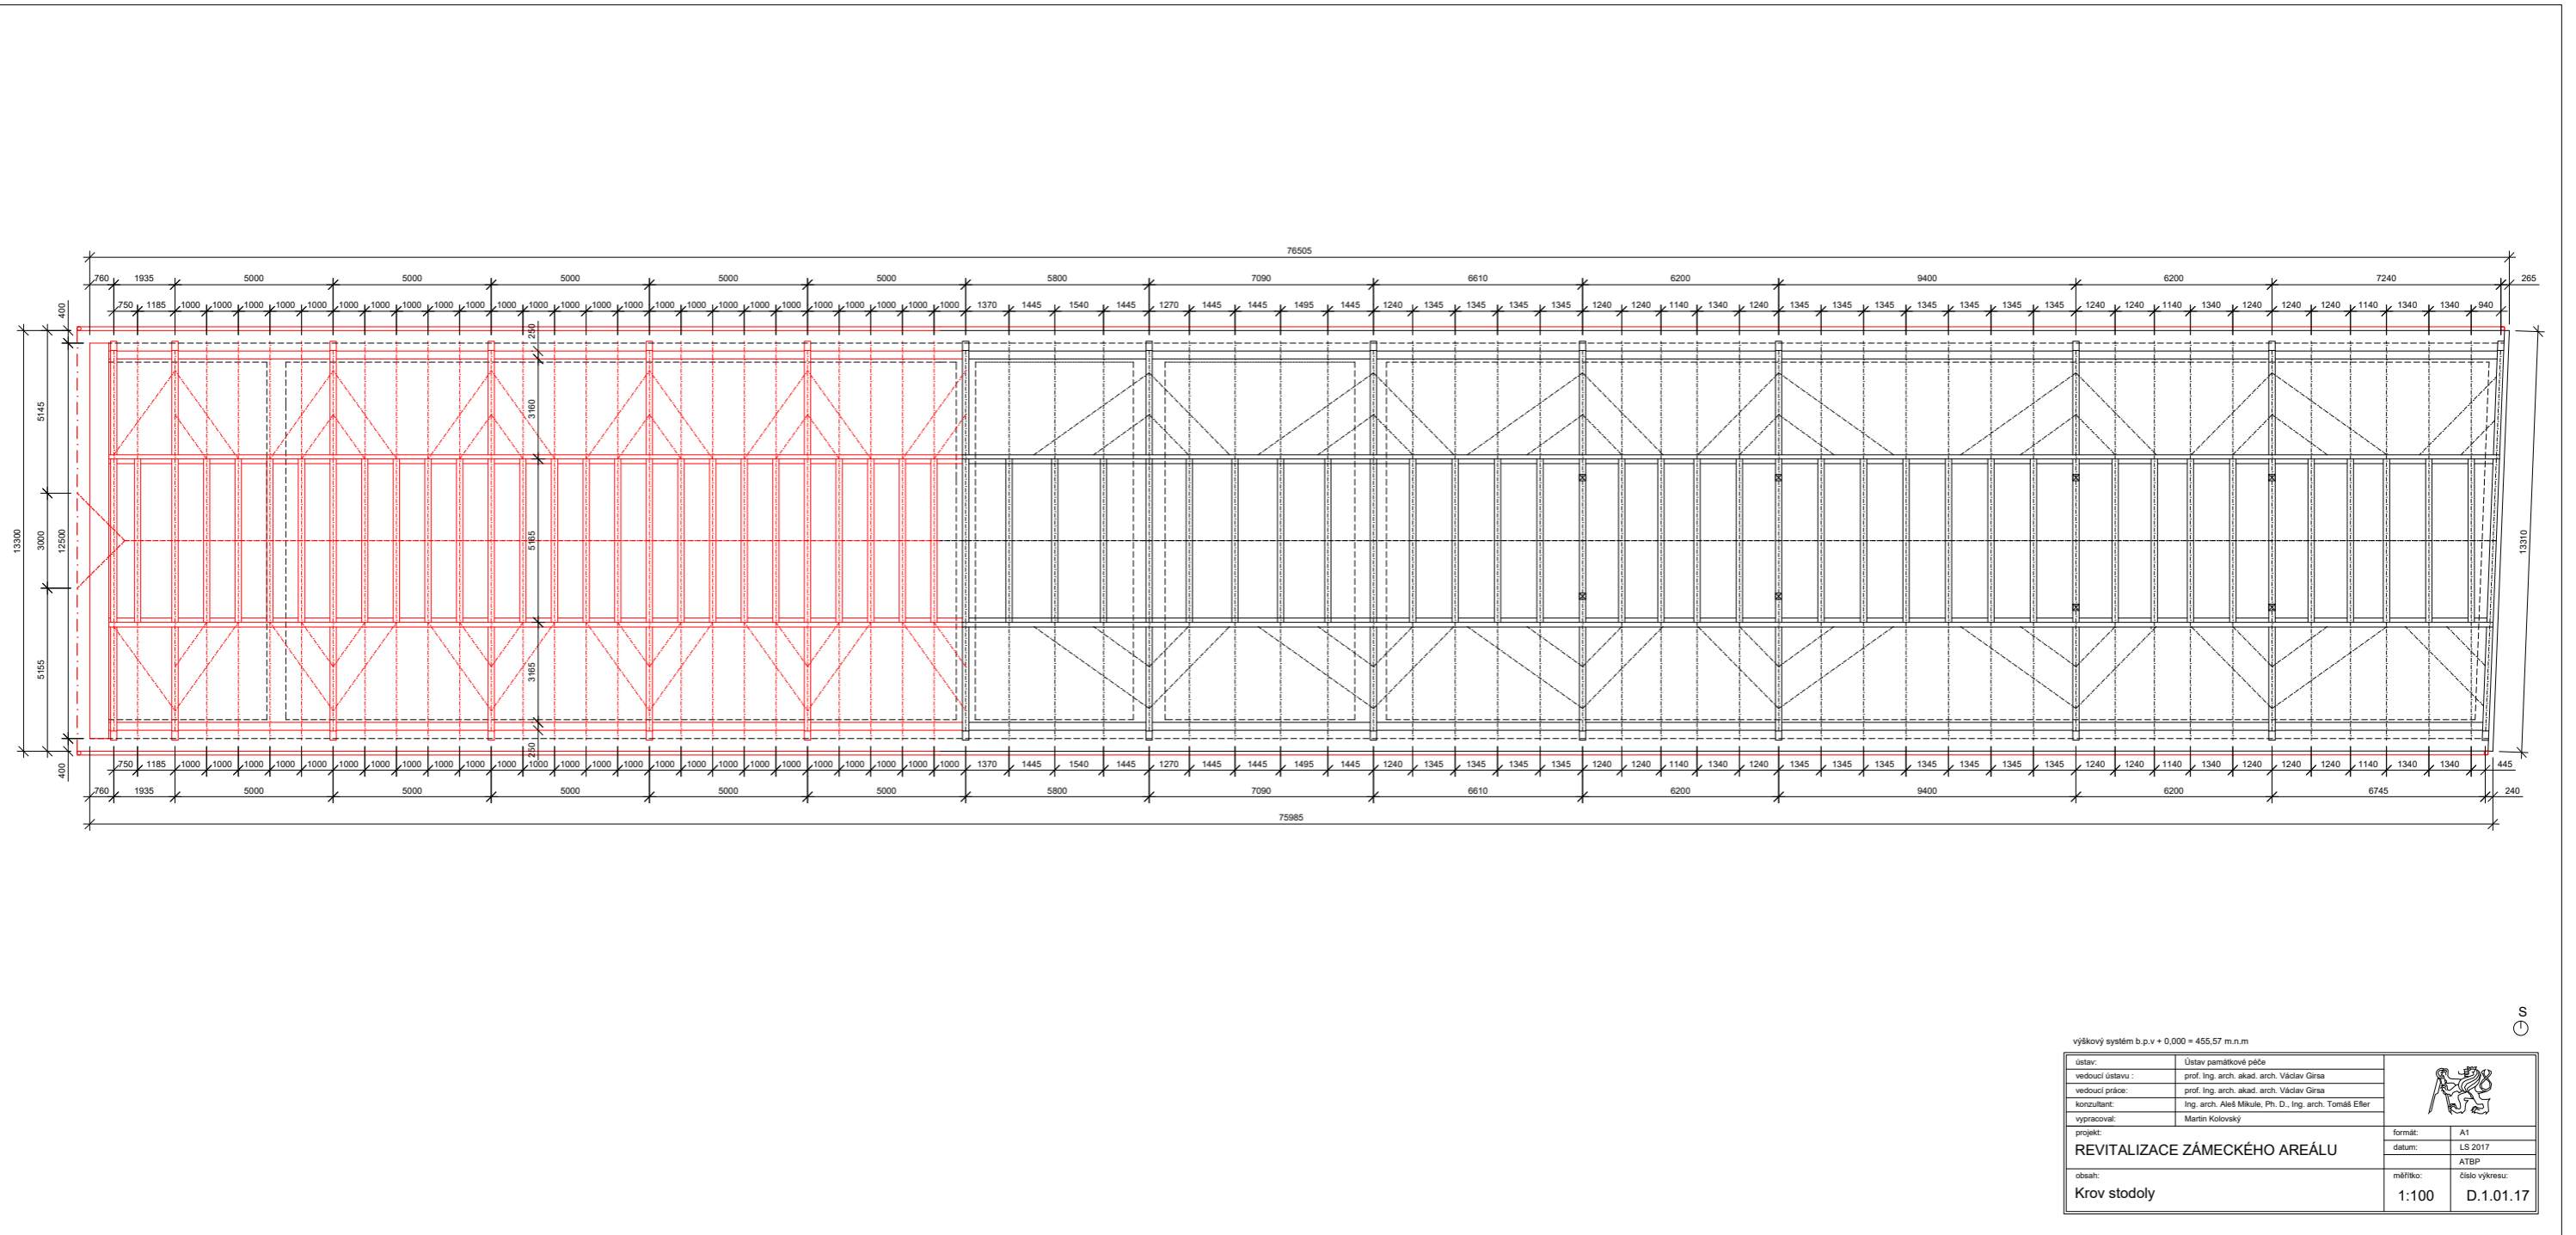 76505
760 1935 5000 5000 5000 5000 5000 5800 7090 6610 6200 9400 6200 7240 265
750 1185 1000 1000 1000 1000 1000 1000 1000 1000 1000 1000 1000 1000 1000 1000 1000 1000 1000 1000 1000 1000 1000 1000 1000 1000 1000 1370 1445 1540 1445 1270 1445 1445 1495 1445 1240 1345 1345 1345 1345 1240 1240 1140 1340 1240 1345 1345 1345 1345 1345 1345 1345 1240 1240 1140 1340 1240 1240 1240 1140 1340 1340 940
400
250
5145
3160
13300
3000
12500
5185
13310
5155
3165
250
400
750 1185 1000 1000 1000 1000 1000 1000 1000 1000 1000 1000 1000 1000 1000 1000 1000 1000 1000 1000 1000 1000 1000 1000 1000 1000 1000 1370 1445 1540 1445 1270 1445 1445 1495 1445 1240 1345 1345 1345 1345 1240 1240 1140 1340 1240 1345 1345 1345 1345 1345 1345 1345 1240 1240 1140 1340 1240 1240 1240 1140 1340 1340 445
760 1935 5000 5000 5000 5000 5000 5800 7090 6610 6200 9400 6200 6745 240
75985
S
výškový systém b.p.v + 0,000 = 455,57 m.n.m
ústav: Ústav památkové péče
vedoucí ústavu : prof. Ing. arch. akad. arch. Václav Girsa
vedoucí práce: prof. Ing. arch. akad. arch. Václav Girsa
konzultant: Ing. arch. Aleš Mikule, Ph. D., Ing. arch. Tomáš Efler
vypracoval: Martin Kolovský
projekt: formát: A1
REVITALIZACE ZÁMECKÉHO AREÁLU datum: LS 2017
ATBP
obsah: měřítko: číslo výkresu:
Krov stodoly 1:100 D.1.01.17